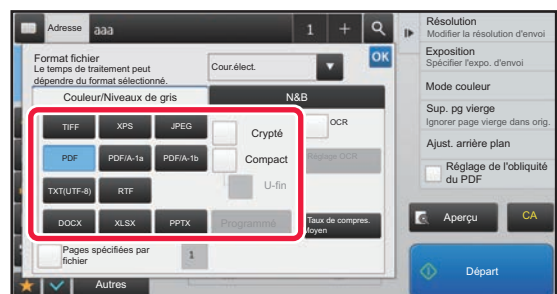 Adresse aaa 1 +
Format fichier
Le temps de traitement peut
dépendre du format sélectionné.
Cour.élect.
OK
Couleur/Niveaux de gris
N&B
TIFF XPS JPEG Crypté OCR
PDF PDF/A-1a PDF/A-1b Compact Réglage OCR
TXT(UTF-8) RTF U-fin
DOCX XLSX PPTX Programmé Taux de compres.
Moyen
Pages spécifiées par
fichier
1
Autres
Résolution
Modifier la résolution d'envoi
Exposition
Spécifier l'expo. d'envoi
Mode couleur
Sup. pg vierge
Ignorer page vierge dans orig.
Ajust. arrière plan
Réglage de l'obliquité
du PDF
Aperçu CA
Départ